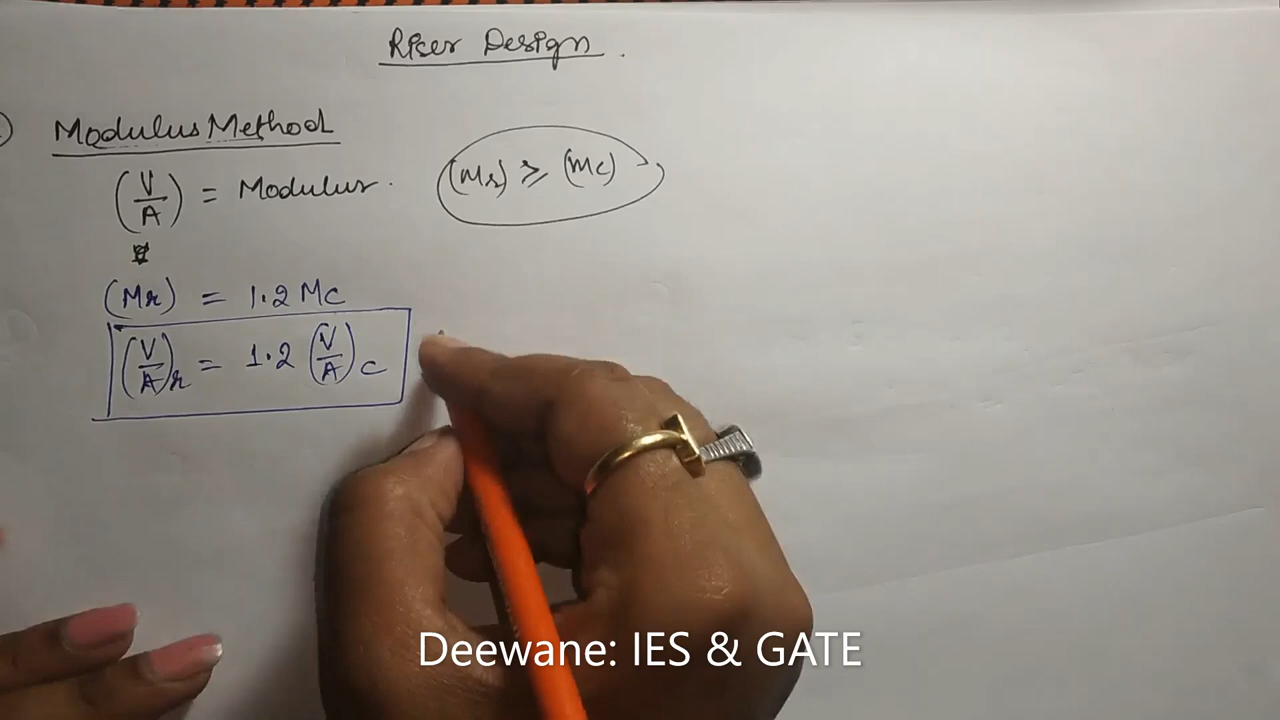 Riser Design.
) Modulus Method
(V/A) = Modulus.
(Mr) ≥ (Mc)
(Mr) = 1.2 Mc
(V/A)r = 1.2 (V/A)c
Deewane: IES & GATE